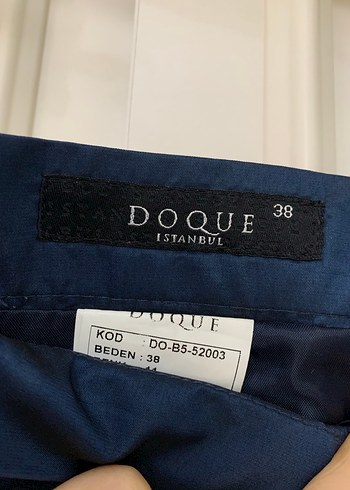 DOQUE
38
ISTANBUL
DOQUE
KOD : DO-B5-52003
BEDEN : 38